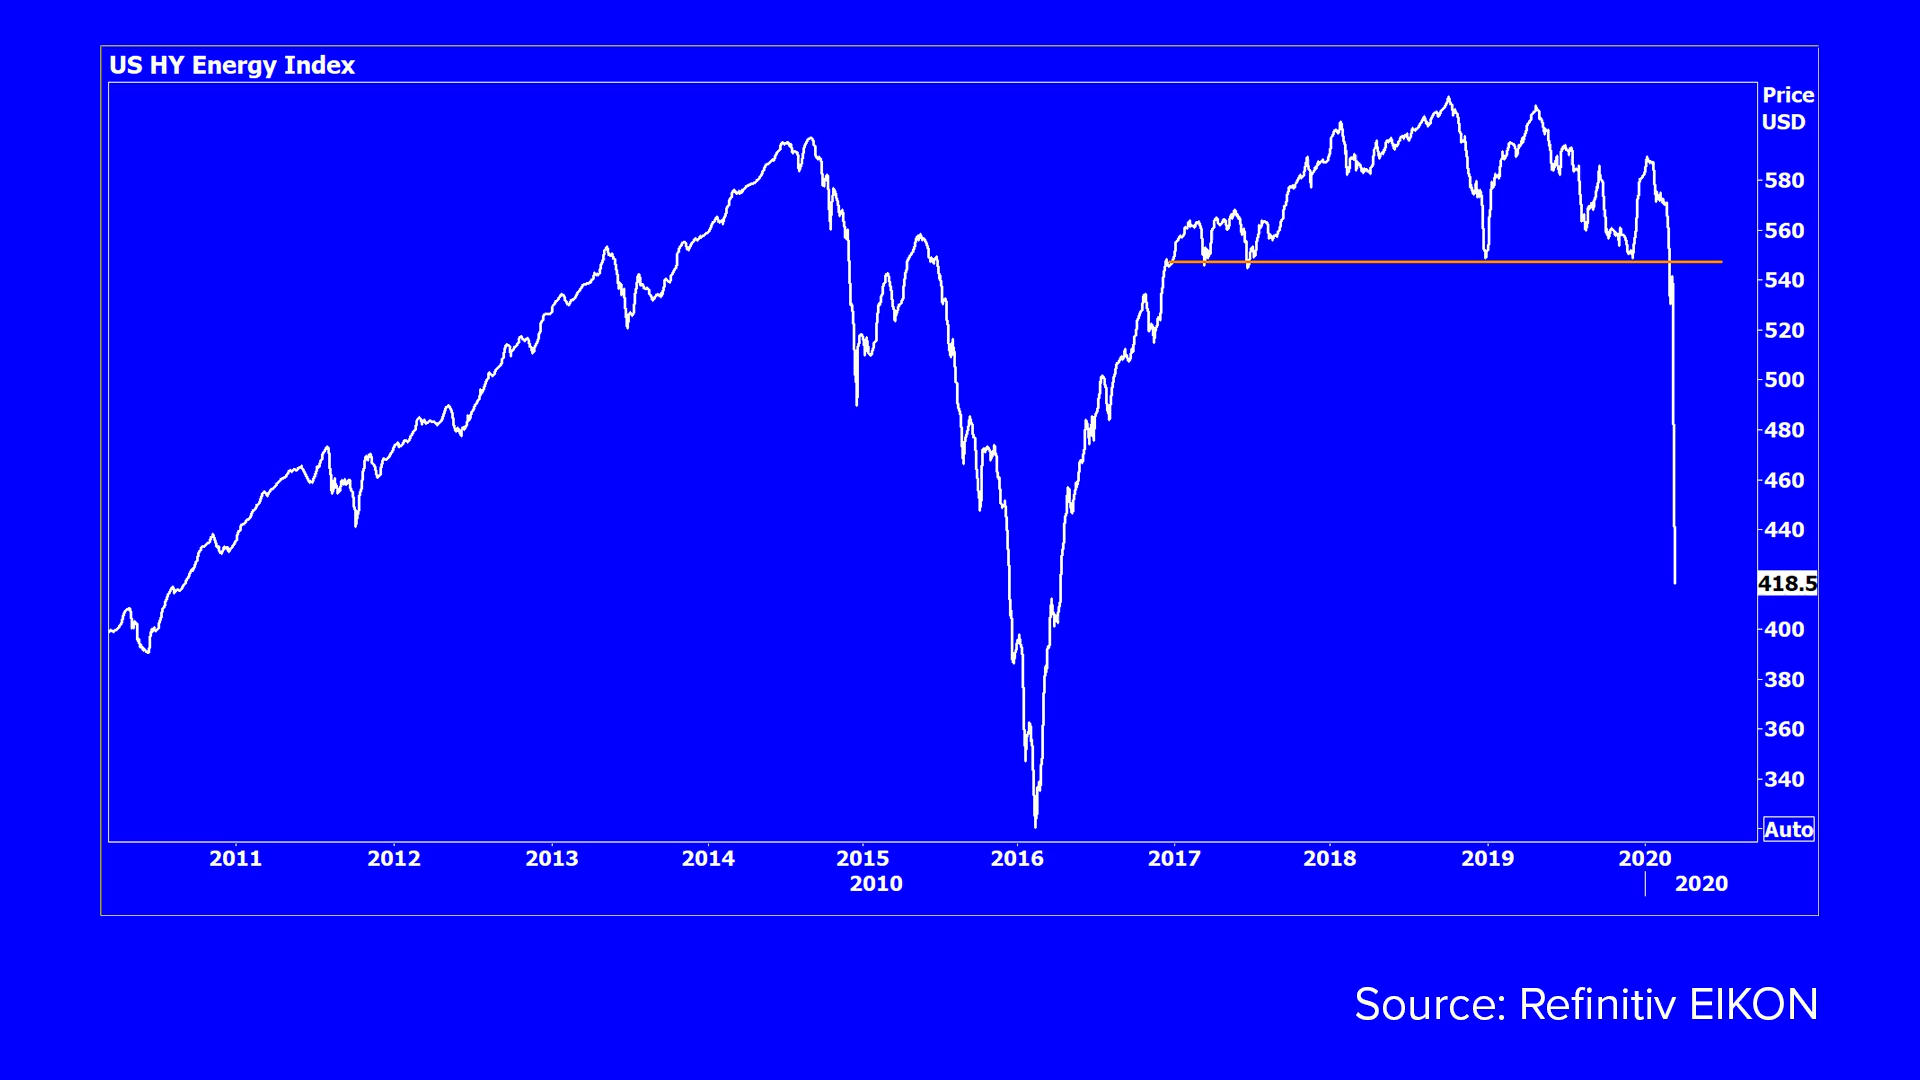 US HY Energy Index
Price
USD
580
560
540
520
500
480
460
440
418.5
400
380
360
340
Auto
2011 2012 2013 2014 2015 2016 2017 2018 2019 2020
2010 2020
Source: Refinitiv EIKON